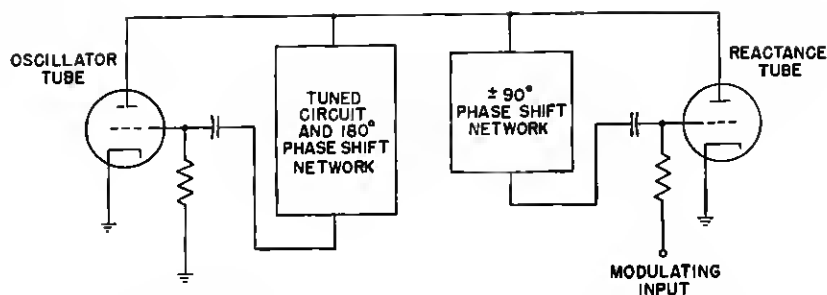 OSCILLATOR
TUBE
TUNED
CIRCUIT
AND 180°
PHASE SHIFT
NETWORK
± 90°
PHASE SHIFT
NETWORK
REACTANCE
TUBE
MODULATING
INPUT